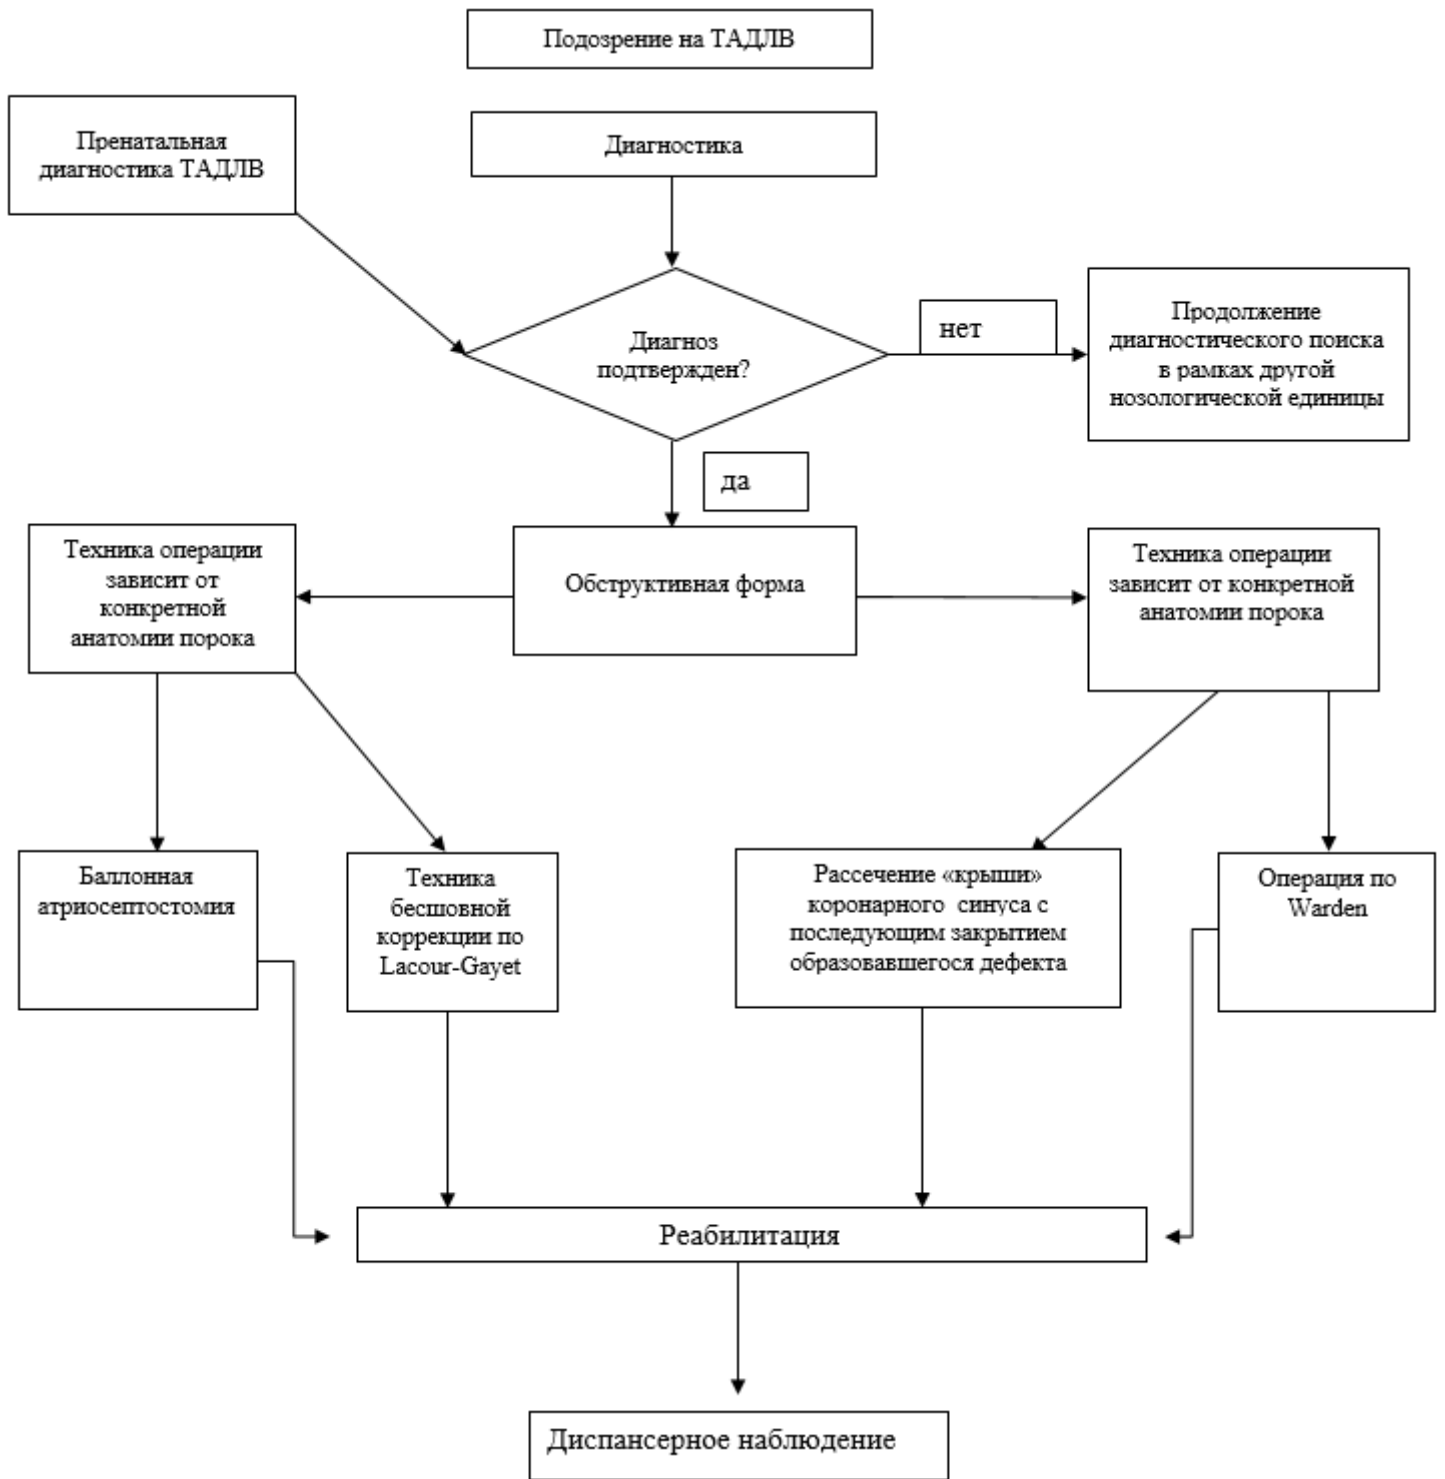 Подозрение на ТАДЛВ
Пренатальная
диагностика ТАДЛВ
Диагностика
Диагноз
подтвержден?
нет
Продолжение
диагностического поиска
в рамках другой
нозологической единицы
да
Техника операции
зависит от
конкретной
анатомии порока
Обструктивная форма
Техника операции
зависит от конкретной
анатомии порока
Баллонная
атриосептостомия
Техника
бесшовной
коррекции по
Lacour-Gayet
Рассечение «крыши»
коронарного синуса с
последующим закрытием
образовавшегося дефекта
Операция по
Warden
Реабилитация
Диспансерное наблюдение